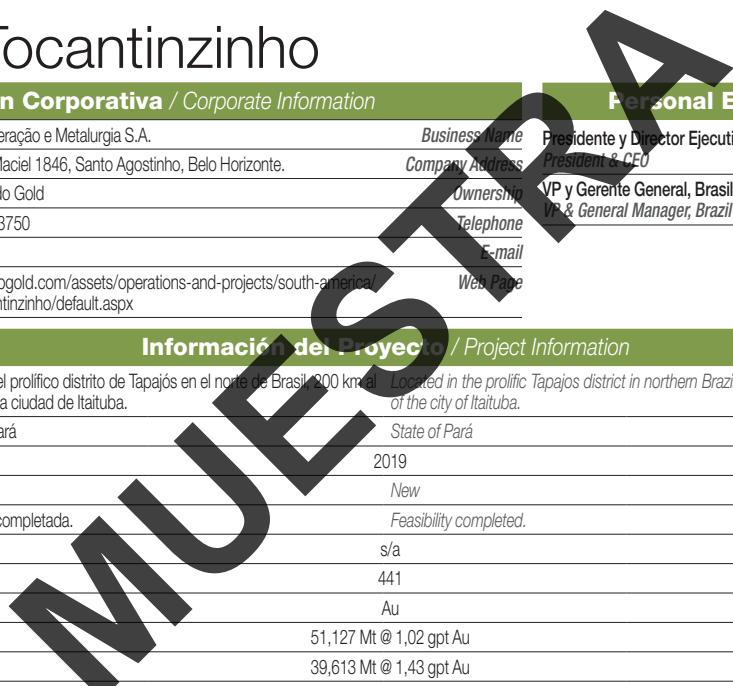 Tocantinzinho
n Corporativa / Corporate Information
Personal E
eração e Metalurgia S.A. Business Name
Presidente y Director Ejecuti
President & CEO
Maciel 1846, Santo Agostinho, Belo Horizonte. Company Address
do Gold Ownership
VP y Gerente General, Brasil
VP & General Manager, Brazil
3750 Telephone
E-mail
ogold.com/assets/operations-and-projects/south-america/ Web Page
ntinzinho/default.aspx
Información del Proyecto / Project Information
el prolífico distrito de Tapajós en el norte de Brasil, 200 km al Located in the prolific Tapajos district in northern Brazi
a ciudad de Itaituba. of the city of Itaituba.
ará State of Pará
2019
New
completada. Feasibility completed.
s/a
441
Au
51,127 Mt @ 1,02 gpt Au
39,613 Mt @ 1,43 gpt Au
MUESTRA